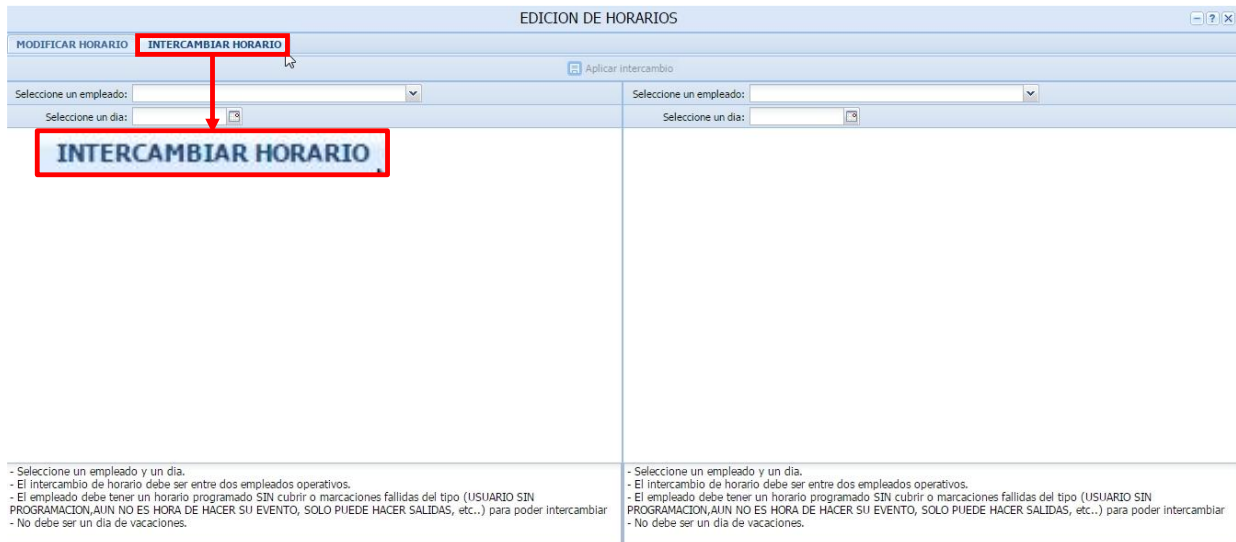 EDICION DE HORARIOS
MODIFICAR HORARIO INTERCAMBIAR HORARIO
Aplicar intercambio
Seleccione un empleado:
Seleccione un dia:
INTERCAMBIAR HORARIO
- Seleccione un empleado y un dia.
- El intercambio de horario debe ser entre dos empleados operativos.
- El empleado debe tener un horario programado SIN cubrir o marcaciones fallidas del tipo (USUARIO SIN
PROGRAMACION,AUN NO ES HORA DE HACER SU EVENTO, SOLO PUEDE HACER SALIDAS, etc..) para poder intercambiar
- No debe ser un dia de vacaciones.
Seleccione un empleado:
Seleccione un dia:
- Seleccione un empleado y un dia.
- El intercambio de horario debe ser entre dos empleados operativos.
- El empleado debe tener un horario programado SIN cubrir o marcaciones fallidas del tipo (USUARIO SIN
PROGRAMACION,AUN NO ES HORA DE HACER SU EVENTO, SOLO PUEDE HACER SALIDAS, etc..) para poder intercambiar
- No debe ser un dia de vacaciones.